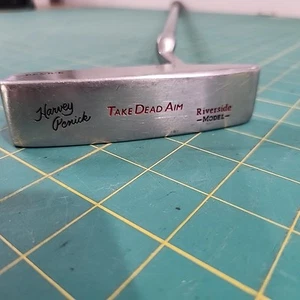 Harvey
Penick
TAKE DEAD AIM
Riverside
-MODEL-